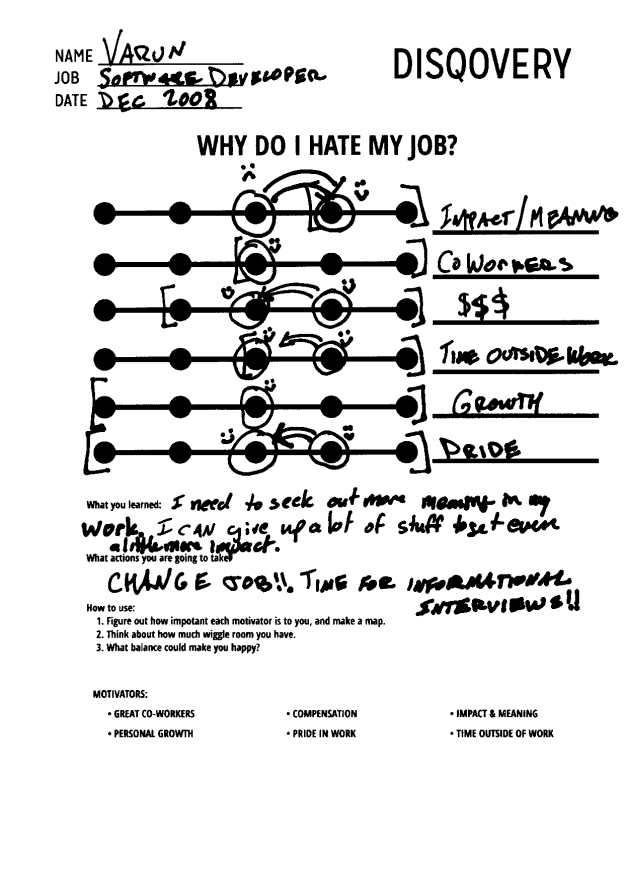 NAME VARUN
DISQOVERY
JOB SOFTWARE DEVELOPER
DATE DEC 2008
WHY DO I HATE MY JOB?
IMPACT/MEANING
COWORKERS
$$$
TIME OUTSIDE WORK
GROWTH
PRIDE
What you learned: I need to seek out more meaning in my
work. I CAN give up a lot of stuff to get even
a little more impact.
What actions you are going to take?
CHANGE JOB!!. TIME FOR INFORMATIONAL
INTERVIEWS!!
How to use:
1. Figure out how impotant each motivator is to you, and make a map.
2. Think about how much wiggle room you have.
3. What balance could make you happy?
MOTIVATORS:
• GREAT CO-WORKERS • COMPENSATION • IMPACT & MEANING
• PERSONAL GROWTH • PRIDE IN WORK • TIME OUTSIDE OF WORK